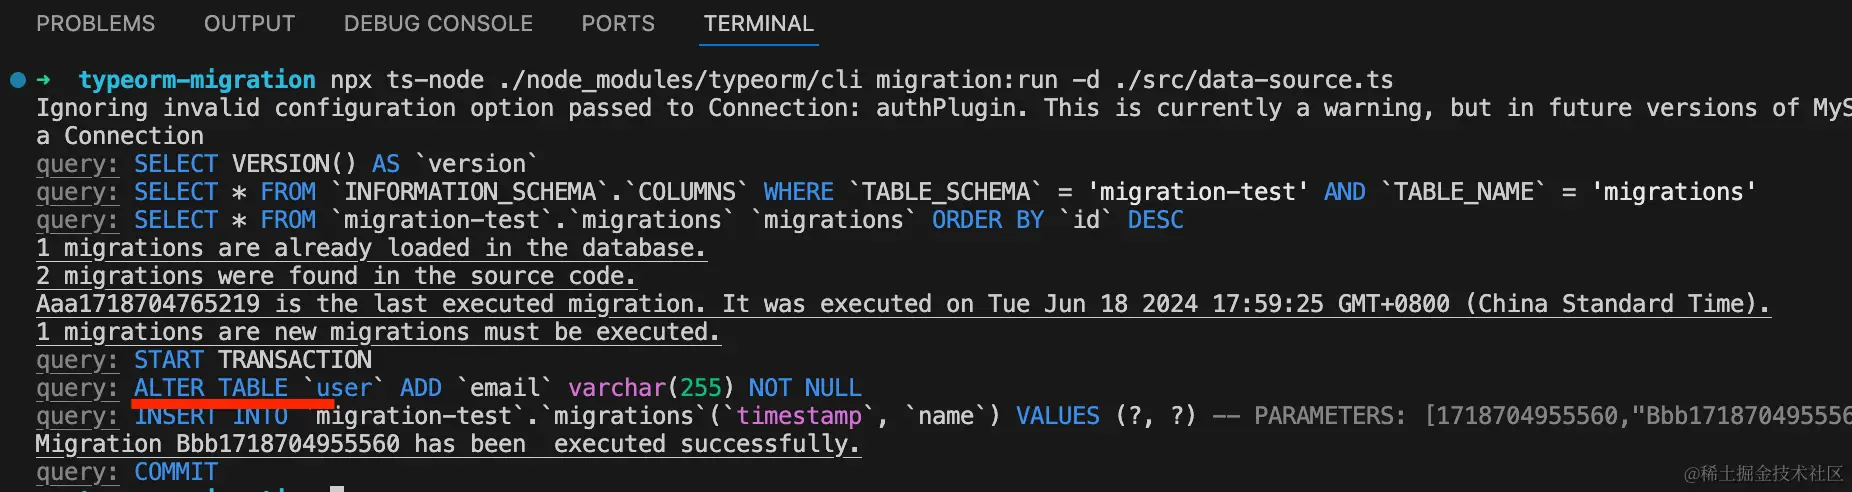 PROBLEMS OUTPUT DEBUG CONSOLE PORTS TERMINAL
➜ typeorm-migration npx ts-node ./node_modules/typeorm/cli migration:run -d ./src/data-source.ts
Ignoring invalid configuration option passed to Connection: authPlugin. This is currently a warning, but in future versions of MyS
a Connection
query: SELECT VERSION() AS `version`
query: SELECT * FROM `INFORMATION_SCHEMA`.`COLUMNS` WHERE `TABLE_SCHEMA` = 'migration-test' AND `TABLE_NAME` = 'migrations'
query: SELECT * FROM `migration-test`.`migrations` `migrations` ORDER BY `id` DESC
1 migrations are already loaded in the database.
2 migrations were found in the source code.
Aaa1718704765219 is the last executed migration. It was executed on Tue Jun 18 2024 17:59:25 GMT+0800 (China Standard Time).
1 migrations are new migrations must be executed.
query: START TRANSACTION
query: ALTER TABLE `user` ADD `email` varchar(255) NOT NULL
query: INSERT INTO `migration-test`.`migrations`(`timestamp`, `name`) VALUES (?, ?) -- PARAMETERS: [1718704955560,"Bbb171870495556
Migration Bbb1718704955560 has been  executed successfully.
query: COMMIT
typeorm-migration
@稀土掘金技术社区